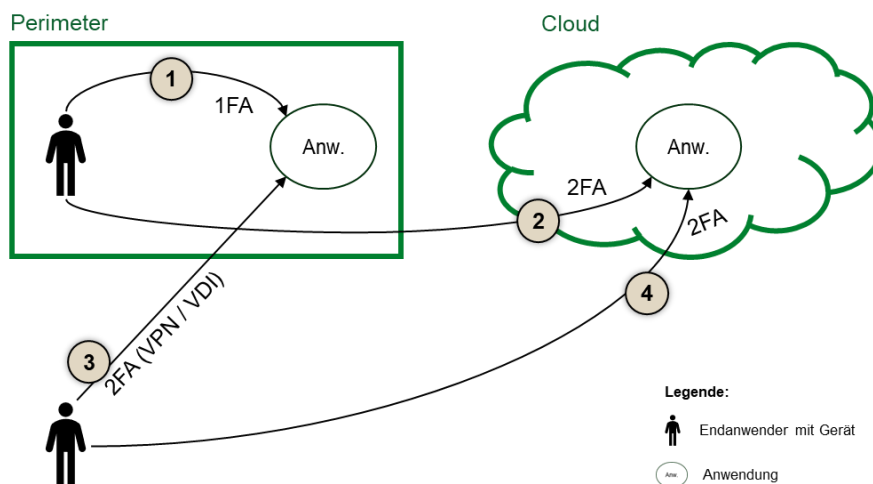 Perimeter
Cloud
1
1FA
Anw.
Anw.
2FA
2
2FA
4
3
2FA (VPN / VDI)
Legende:
Endanwender mit Gerät
Anw.
Anwendung